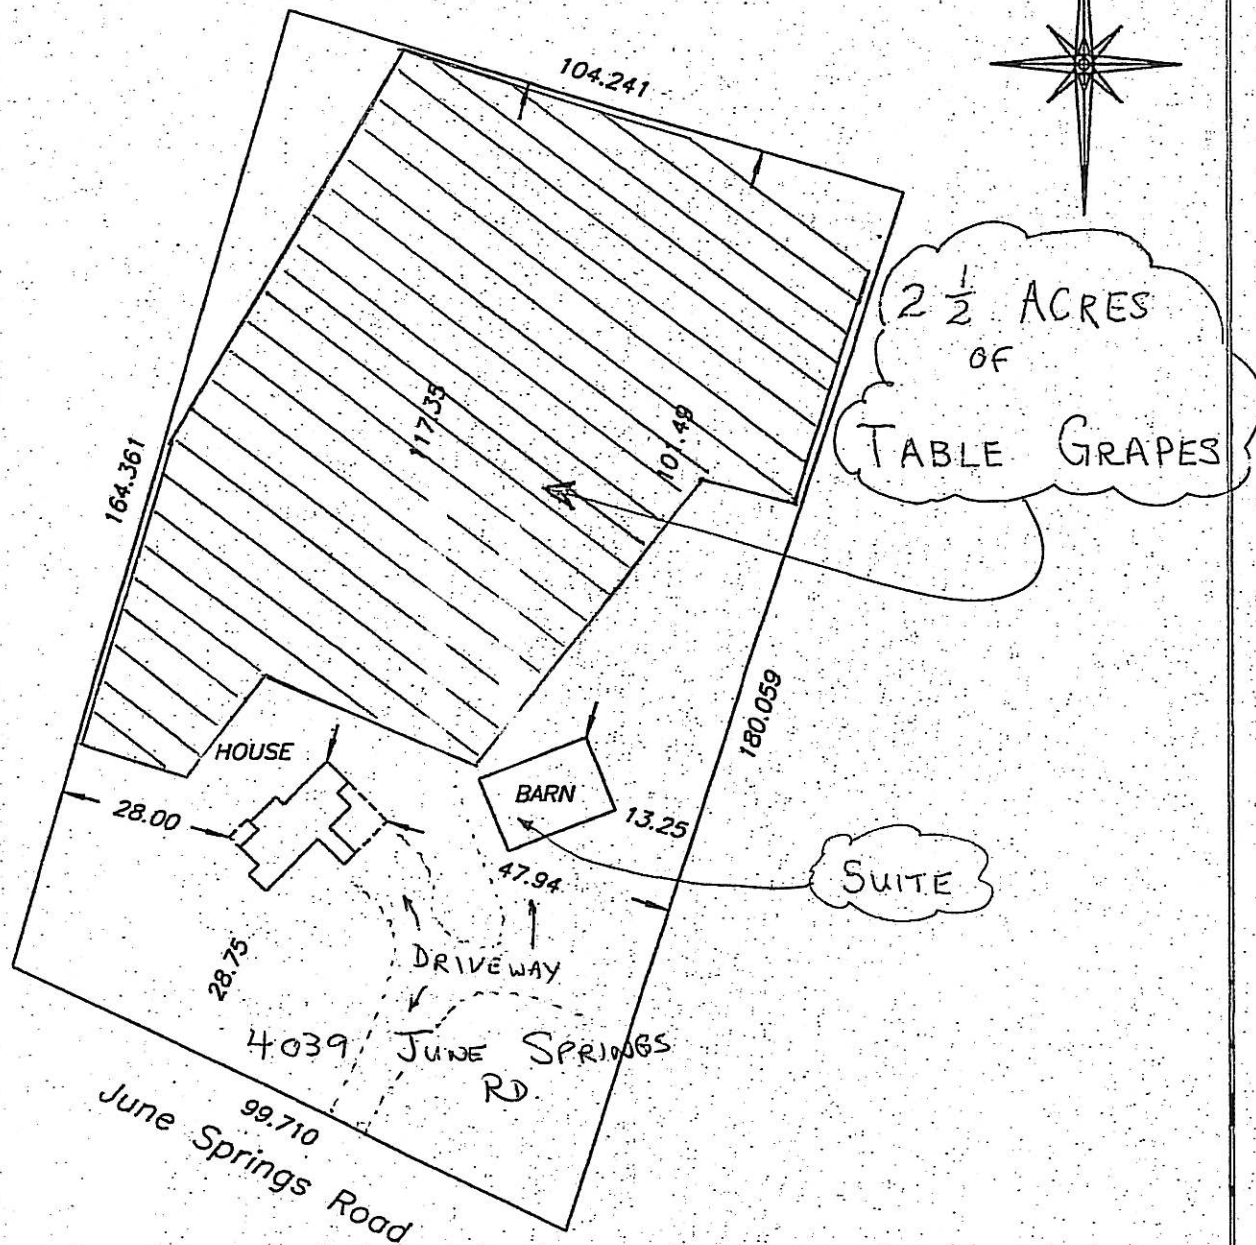 104.241
2 1/2 ACRES
OF
TABLE GRAPES
117.35
101.49
164.361
180.059
HOUSE
BARN
28.00
13.25
47.94
SUITE
28.75
DRIVEWAY
4039 JUNE SPRINGS
RD.
99.710
June Springs Road